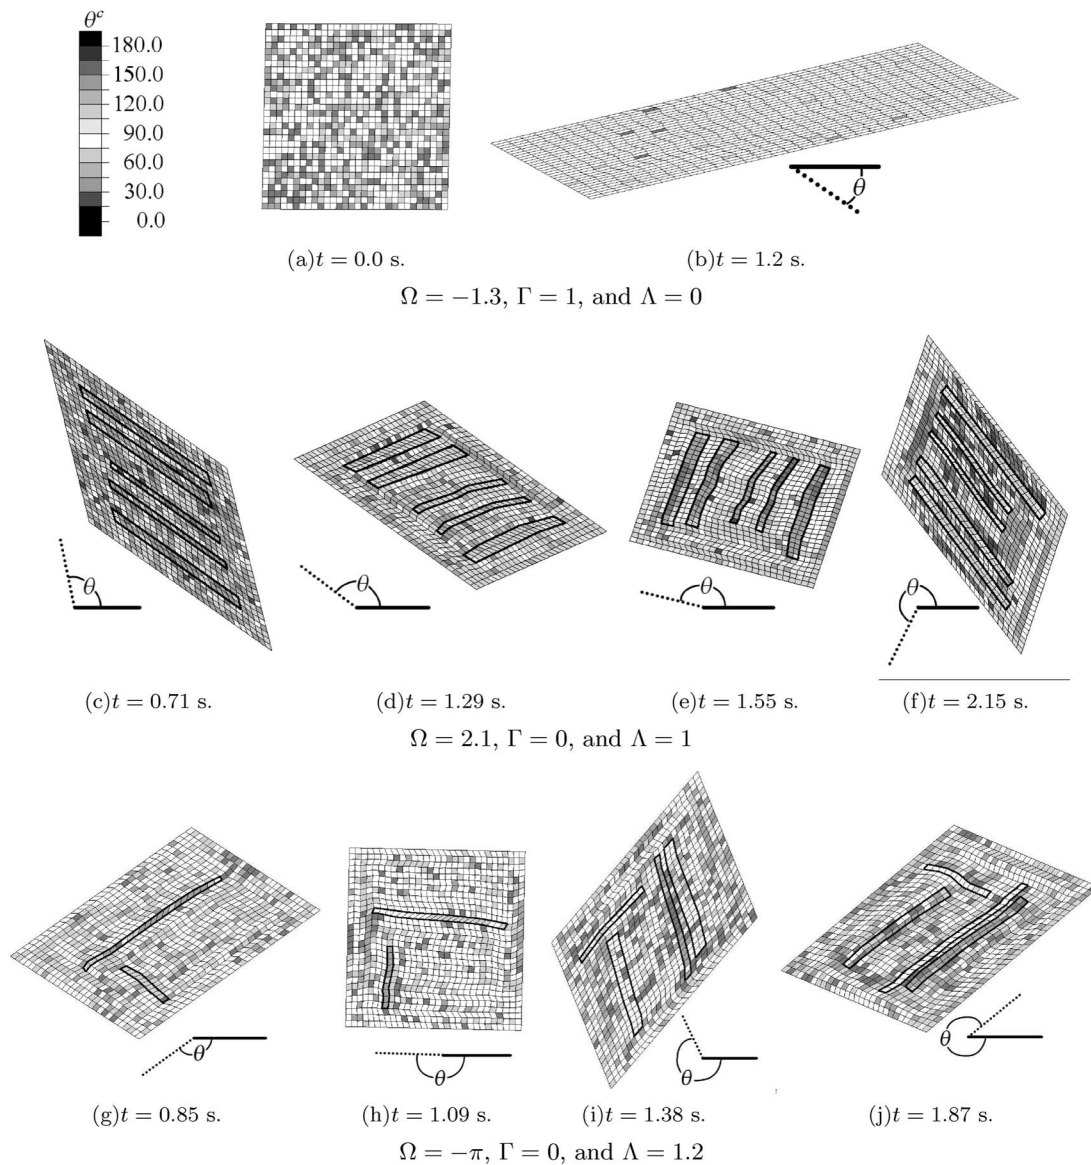 θᶜ
180.0
150.0
120.0
90.0
60.0
30.0
0.0
θ
(a)t = 0.0 s.
(b)t = 1.2 s.
Ω = −1.3, Γ = 1, and Λ = 0
θ
θ
θ
θ
(c)t = 0.71 s.
(d)t = 1.29 s.
(e)t = 1.55 s.
(f)t = 2.15 s.
Ω = 2.1, Γ = 0, and Λ = 1
θ
θ
θ
θ
(g)t = 0.85 s.
(h)t = 1.09 s.
(i)t = 1.38 s.
(j)t = 1.87 s.
Ω = −π, Γ = 0, and Λ = 1.2